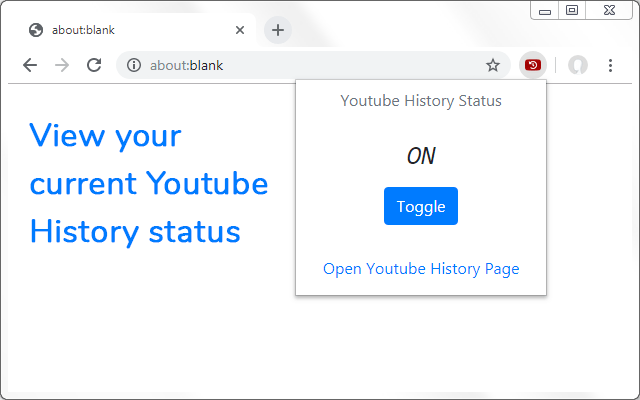 about:blank
about:blank
View your
current Youtube
History status
Youtube History Status
ON
Toggle
Open Youtube History Page